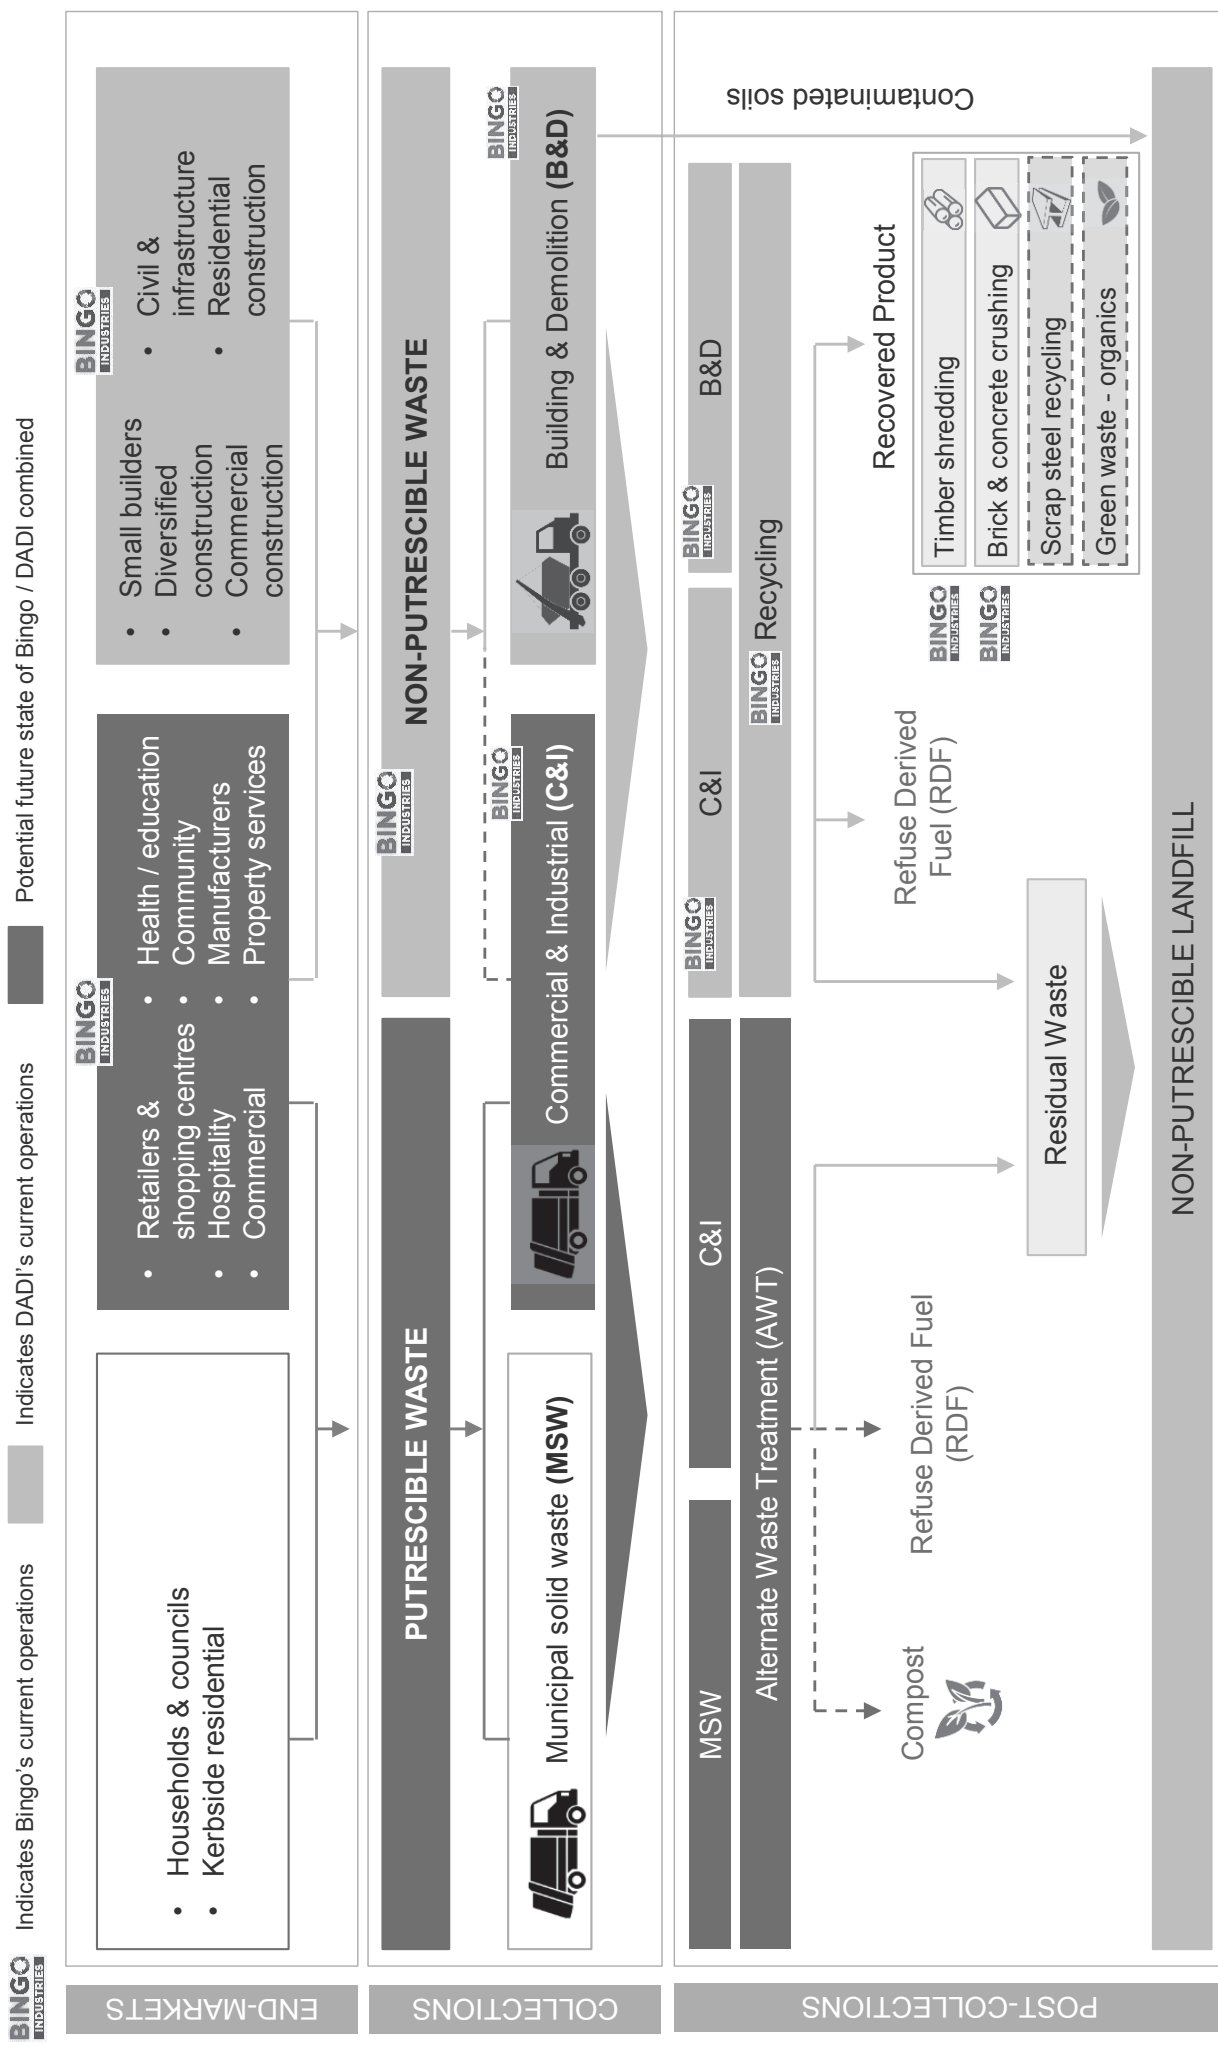 BINGO
INDUSTRIES
Indicates Bingo's current operations
Indicates DADI's current operations
Potential future state of Bingo / DADI combined
END-MARKETS
• Households & councils
• Kerbside residential
BINGO
INDUSTRIES
• Retailers &
shopping centres
• Hospitality
• Commercial
• Health / education
• Community
• Manufacturers
• Property services
BINGO
INDUSTRIES
• Small builders
• Diversified
construction
• Commercial
construction
• Civil &
infrastructure
• Residential
construction
COLLECTIONS
PUTRESCIBLE WASTE
BINGO
INDUSTRIES
NON-PUTRESCIBLE WASTE
Municipal solid waste (MSW)
BINGO
INDUSTRIES
Commercial & Industrial (C&I)
BINGO
INDUSTRIES
Building & Demolition (B&D)
POST-COLLECTIONS
MSW
C&I
BINGO
INDUSTRIES
C&I
BINGO
INDUSTRIES
B&D
Contaminated soils
Alternate Waste Treatment (AWT)
BINGO
INDUSTRIES
Recycling
Compost
Refuse Derived Fuel
(RDF)
Refuse Derived
Fuel (RDF)
Recovered Product
BINGO
INDUSTRIES
Timber shredding
BINGO
INDUSTRIES
Brick & concrete crushing
Scrap steel recycling
Green waste - organics
Residual Waste
NON-PUTRESCIBLE LANDFILL